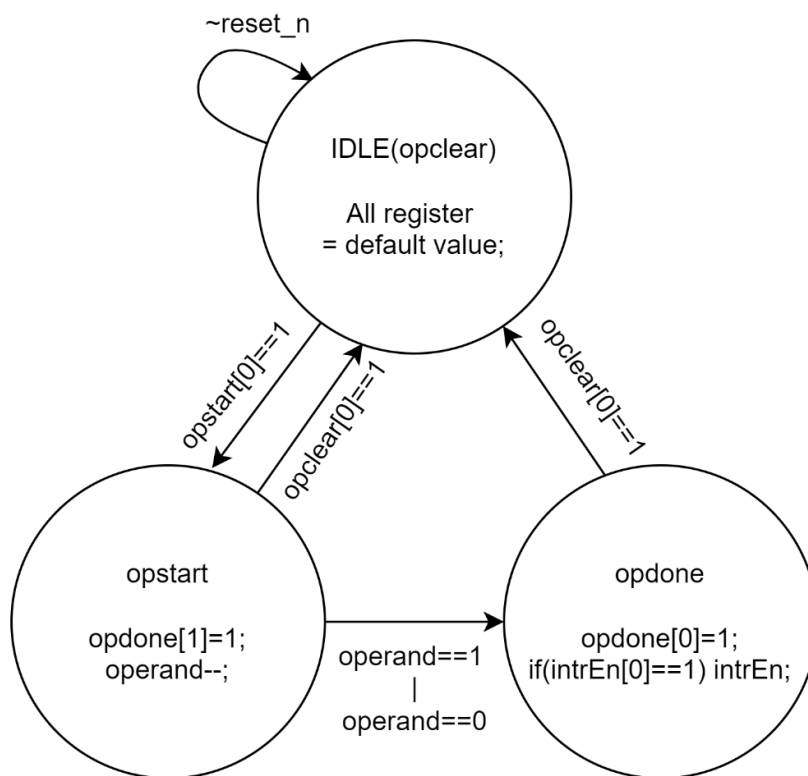 ~reset_n
IDLE(opclear)
All register
= default value;
opstart[0]==1
opclear[0]==1
opclear[0]==1
opstart
opdone[1]=1;
operand--;
operand==1
|
operand==0
opdone
opdone[0]=1;
if(intrEn[0]==1) intrEn;